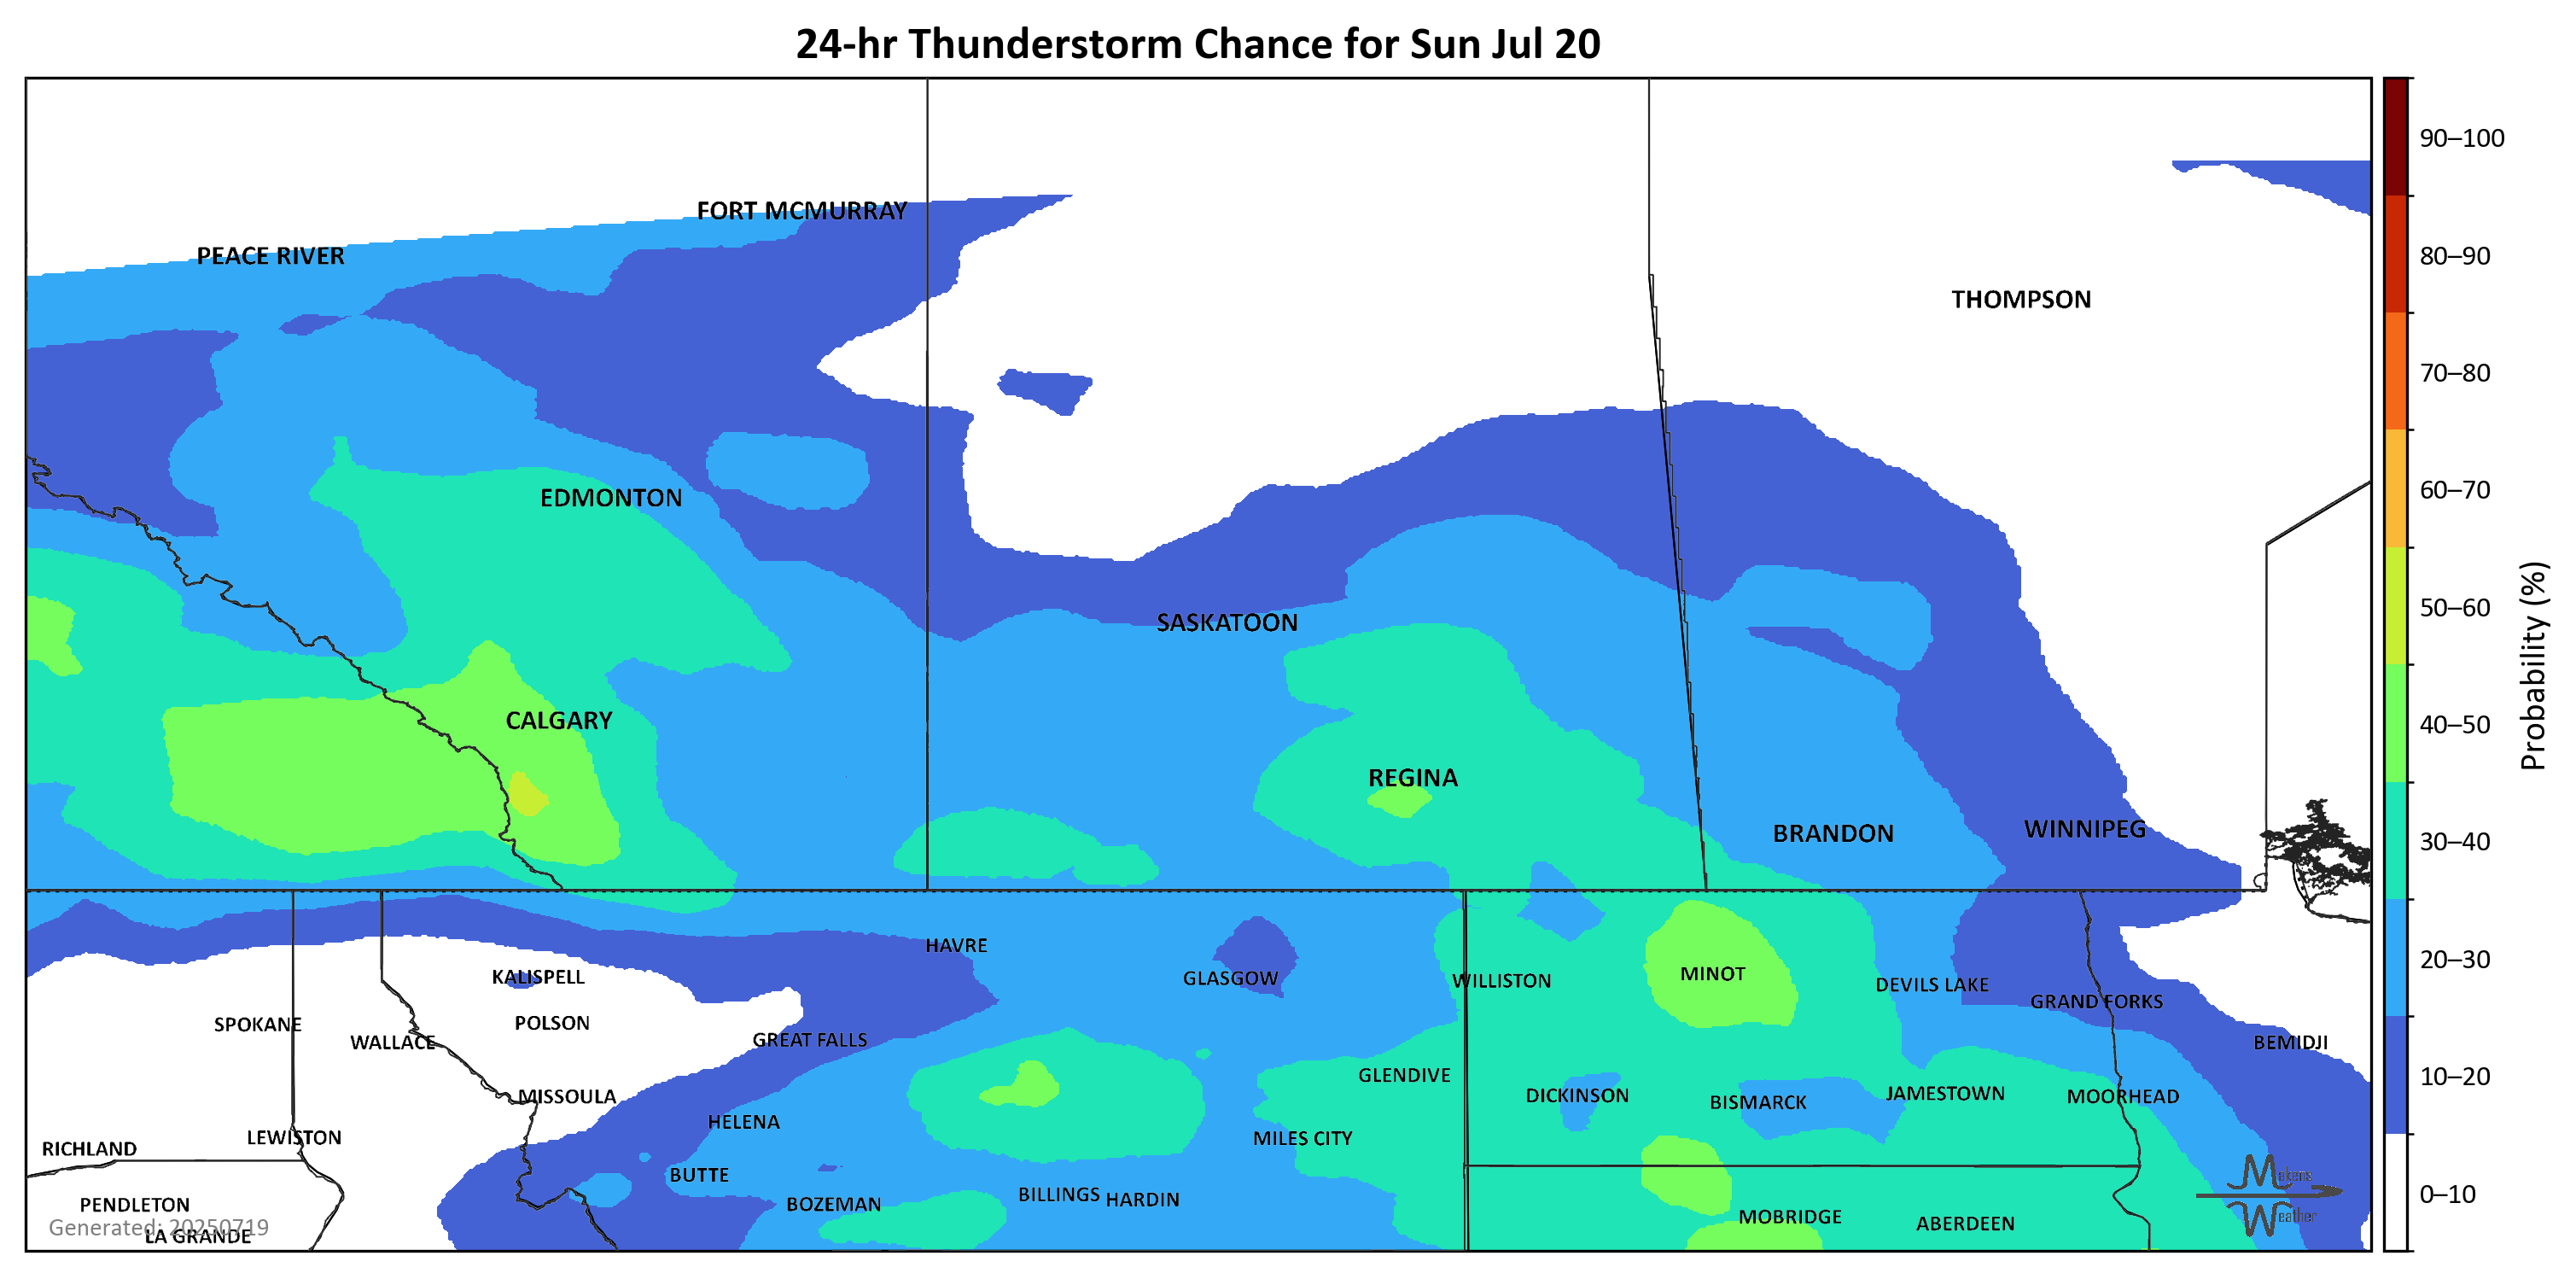 24-hr Thunderstorm Chance for Sun Jul 20
90–100
FORT MCMURRAY
PEACE RIVER
80–90
THOMPSON
70–80
EDMONTON
60–70
50–60
SASKATOON
Probability (%)
CALGARY
40–50
REGINA
30–40
BRANDON
WINNIPEG
HAVRE
20–30
KALISPELL
GLASGOW
WILLISTON
MINOT
DEVILS LAKE
GRAND FORKS
SPOKANE
POLSON
WALLACE
GREAT FALLS
BEMIDJI
GLENDIVE
10–20
MISSOULA
DICKINSON
BISMARCK
JAMESTOWN
MOORHEAD
HELENA
LEWISTON
MILES CITY
RICHLAND
BUTTE
Mekens
Weather
0–10
PENDLETON
BOZEMAN
BILLINGS
HARDIN
MOBRIDGE
ABERDEEN
Generated: 20250719
LA GRANDE